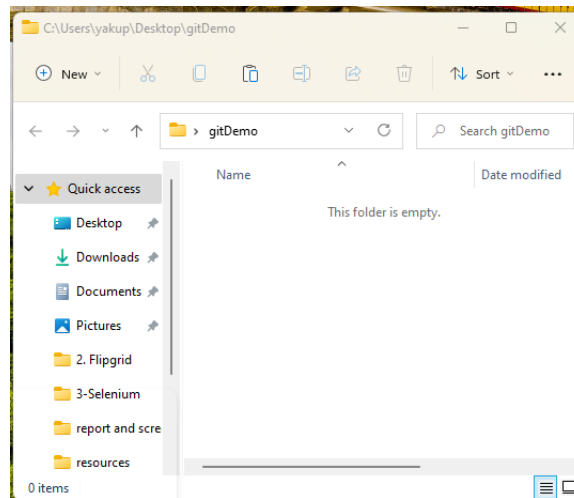 C:\Users\yakup\Desktop\gitDemo
New
Sort
gitDemo
Search gitDemo
Name
Date modified
This folder is empty.
Quick access
Desktop
Downloads
Documents
Pictures
2. Flipgrid
3-Selenium
report and scre
resources
0 items